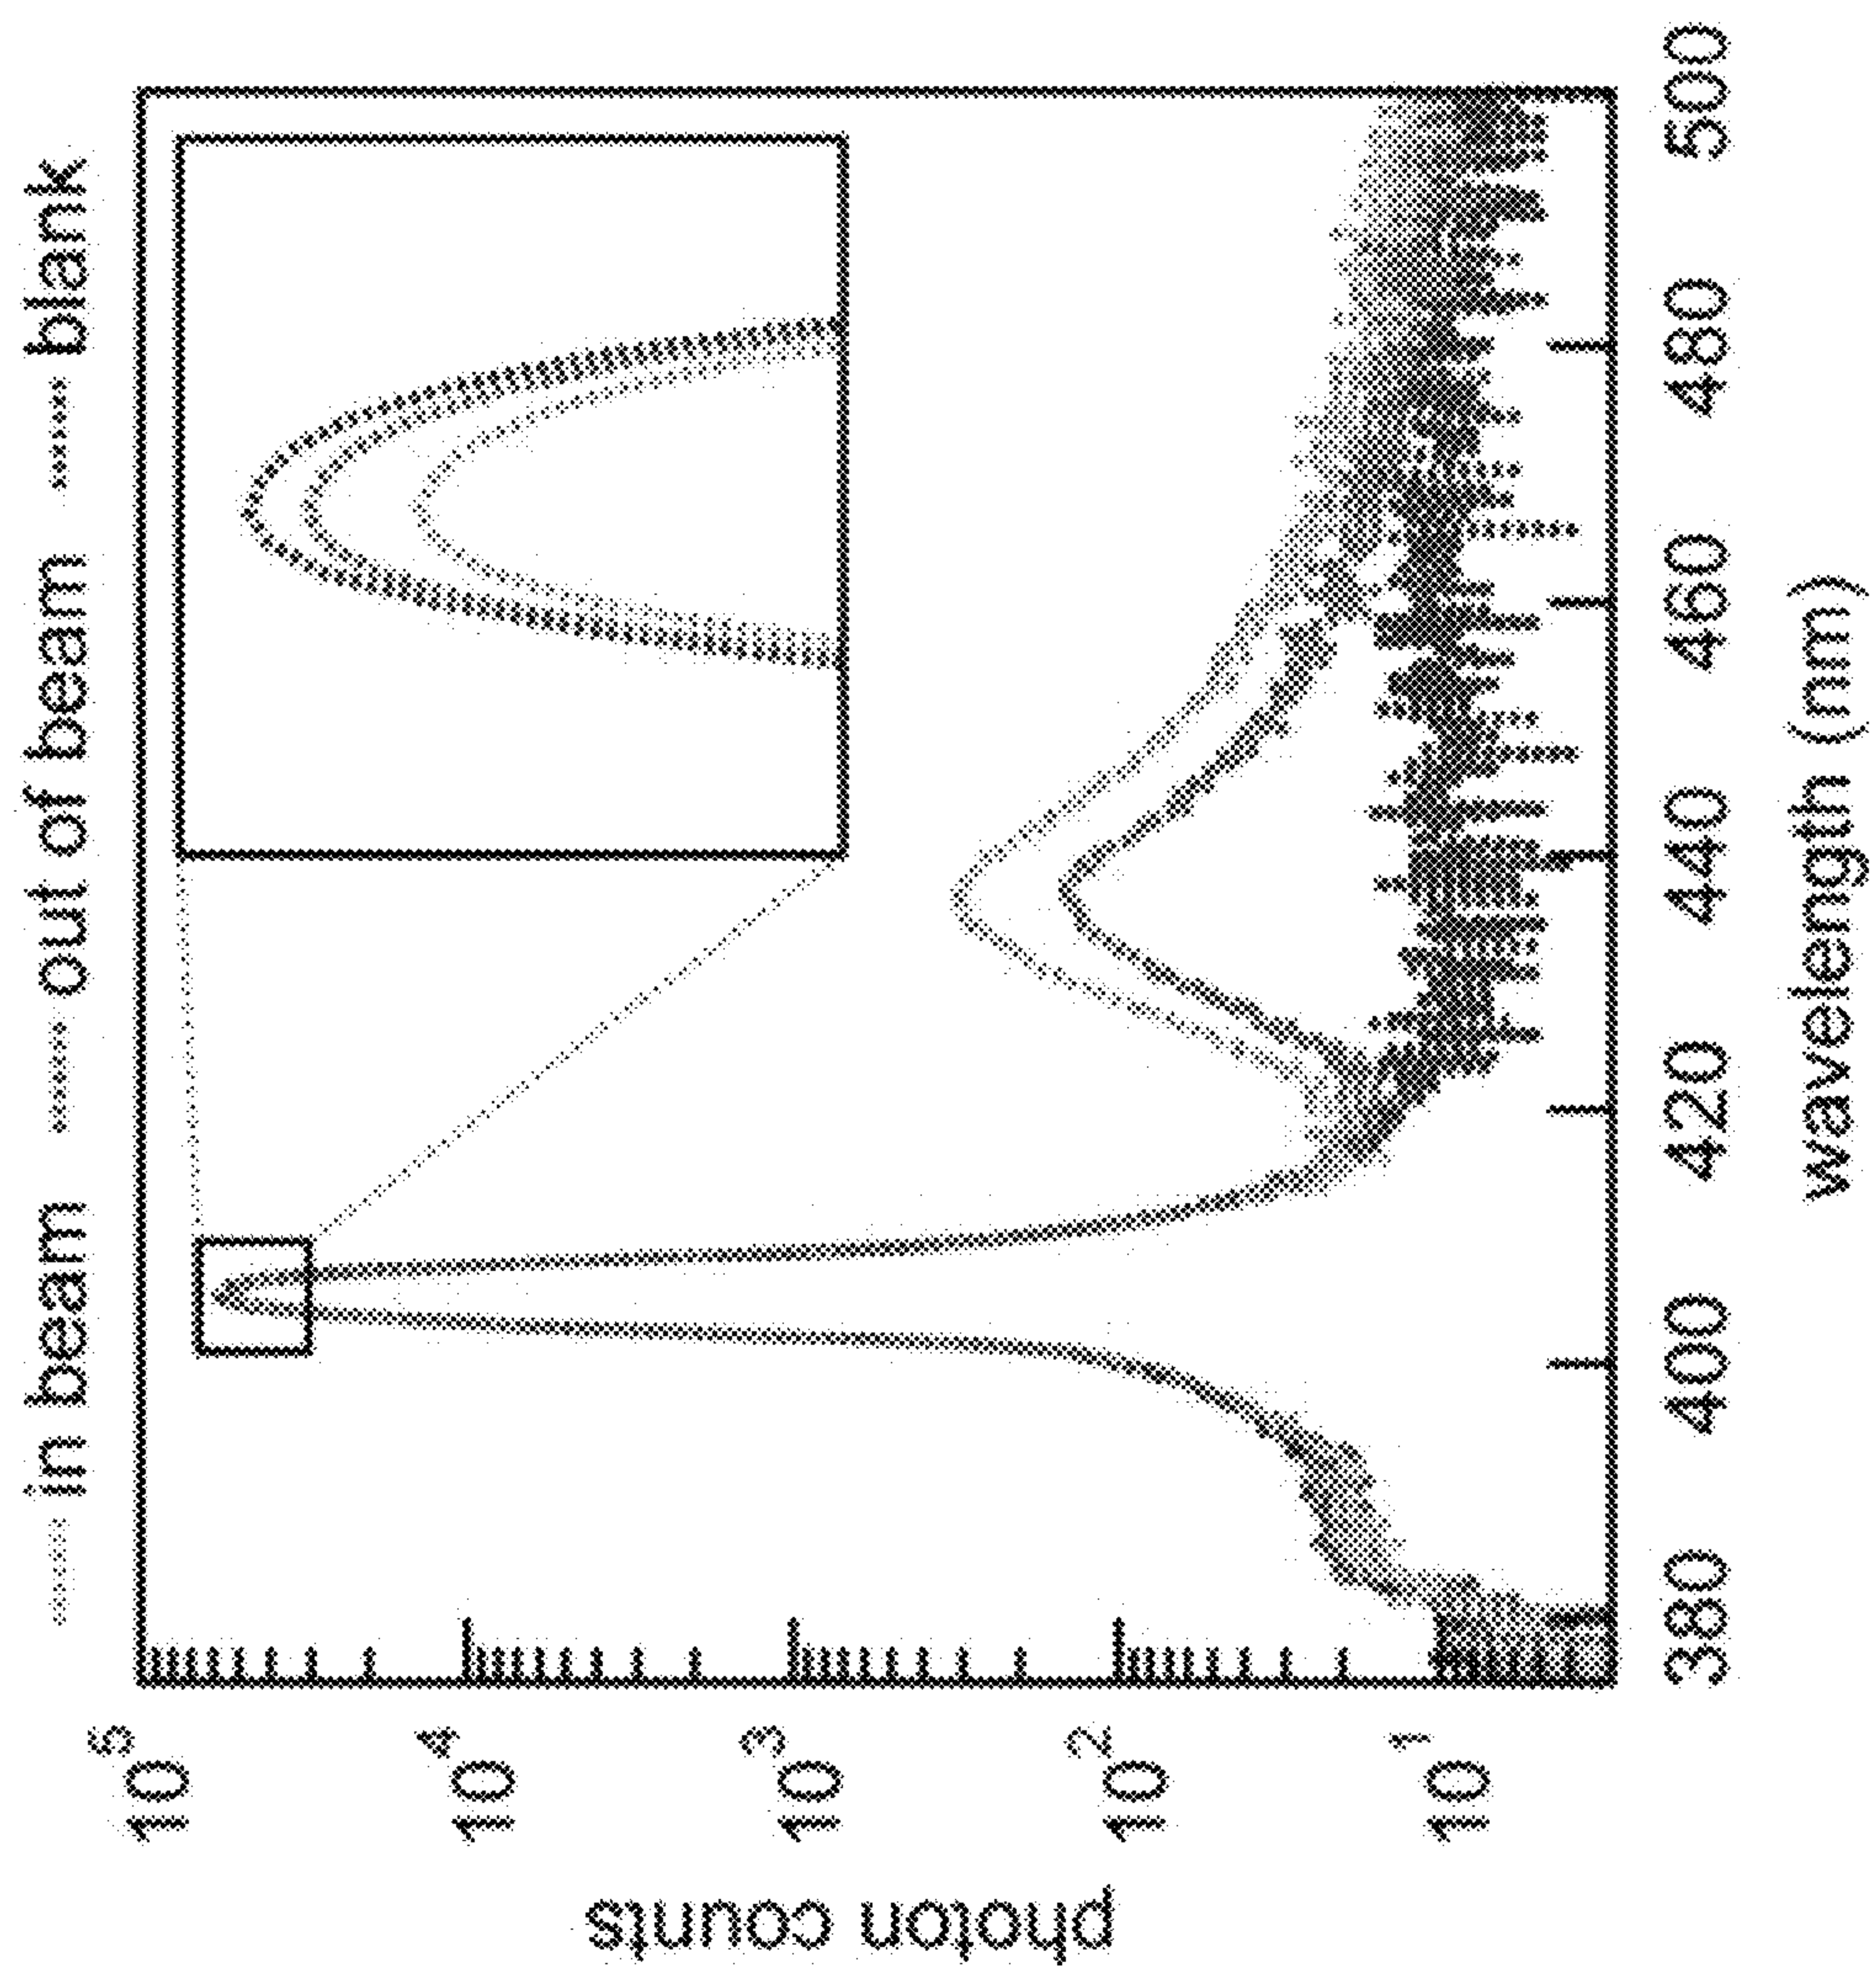 in beam out of beam blank
photon counts
10^5
10^4
10^3
10^2
10^1
380 400 420 440 460 480 500
wavelength (nm)